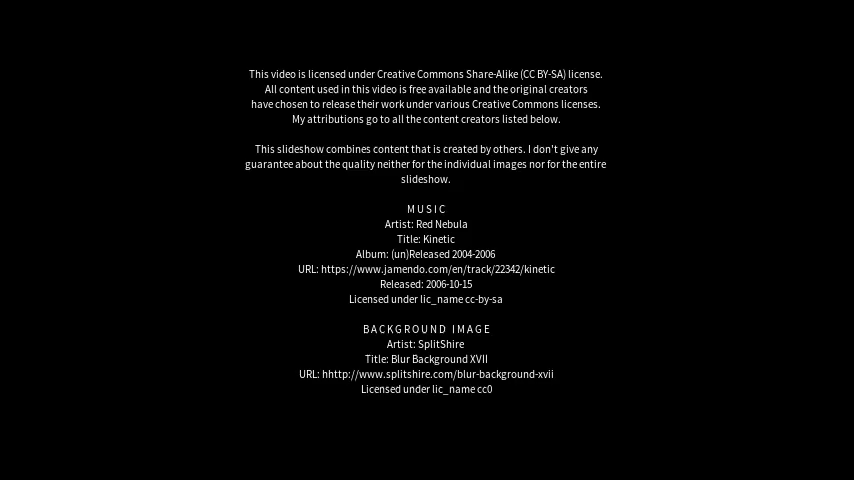 This video is licensed under Creative Commons Share-Alike (CC BY-SA) license.
All content used in this video is free available and the original creators
have chosen to release their work under various Creative Commons licenses.
My attributions go to all the content creators listed below.
This slideshow combines content that is created by others. I don't give any
guarantee about the quality neither for the individual images nor for the entire
slideshow.
MUSIC
Artist: Red Nebula
Title: Kinetic
Album: (un)Released 2004-2006
URL: https://www.jamendo.com/en/track/22342/kinetic
Released: 2006-10-15
Licensed under lic_name cc-by-sa
BACKGROUND IMAGE
Artist: SplitShire
Title: Blur Background XVII
URL: hhttp://www.splitshire.com/blur-background-xvii
Licensed under lic_name cc0